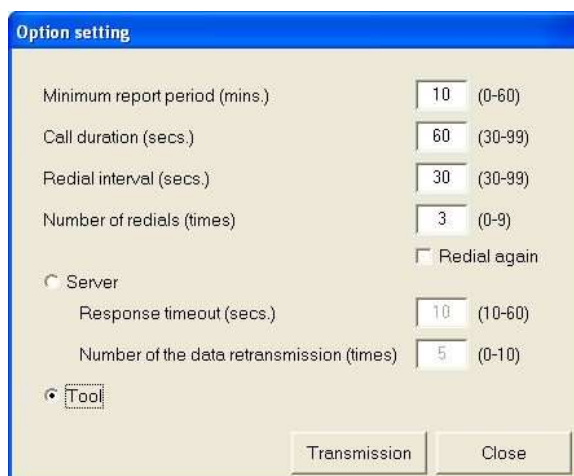 Option setting
Minimum report period (mins.) 10 (0-60)
Call duration (secs.) 60 (30-99)
Redial interval (secs.) 30 (30-99)
Number of redials (times) 3 (0-9)
Redial again
Server
Response timeout (secs.) 10 (10-60)
Number of the data retransmission (times) 5 (0-10)
Tool
Transmission Close